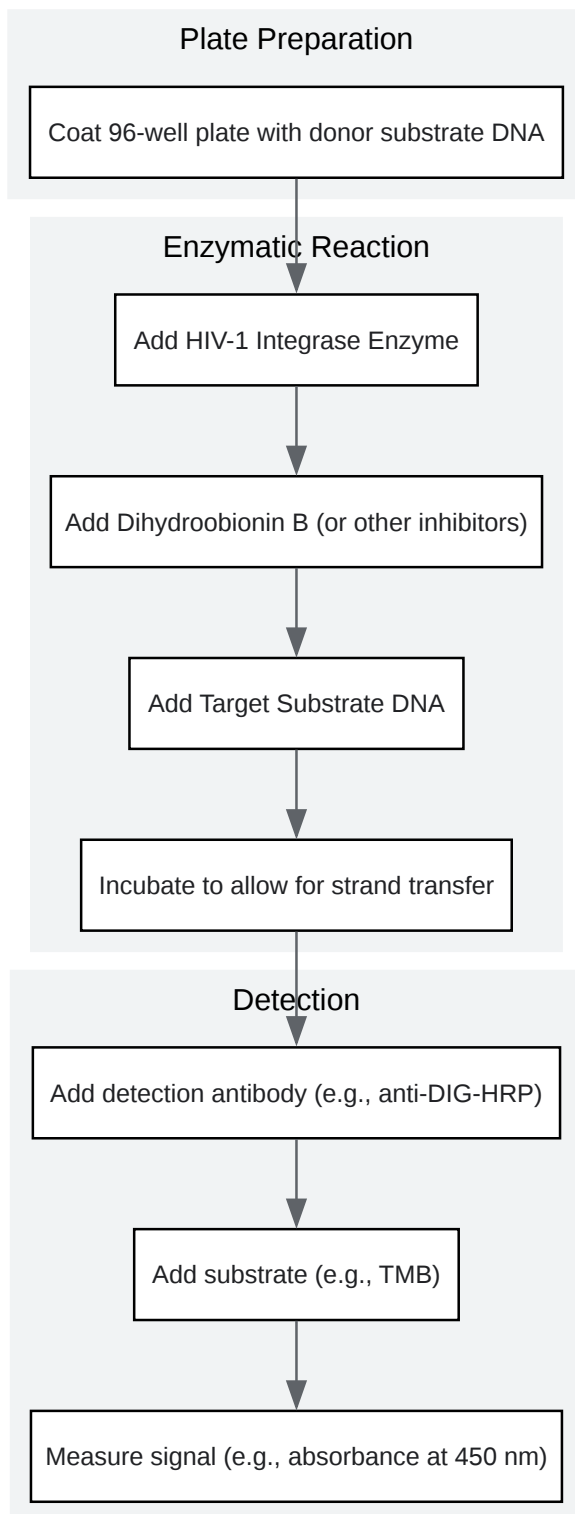 Plate Preparation
Coat 96-well plate with donor substrate DNA
Enzymatic Reaction
Add HIV-1 Integrase Enzyme
Add Dihydroobionin B (or other inhibitors)
Add Target Substrate DNA
Incubate to allow for strand transfer
Detection
Add detection antibody (e.g., anti-DIG-HRP)
Add substrate (e.g., TMB)
Measure signal (e.g., absorbance at 450 nm)